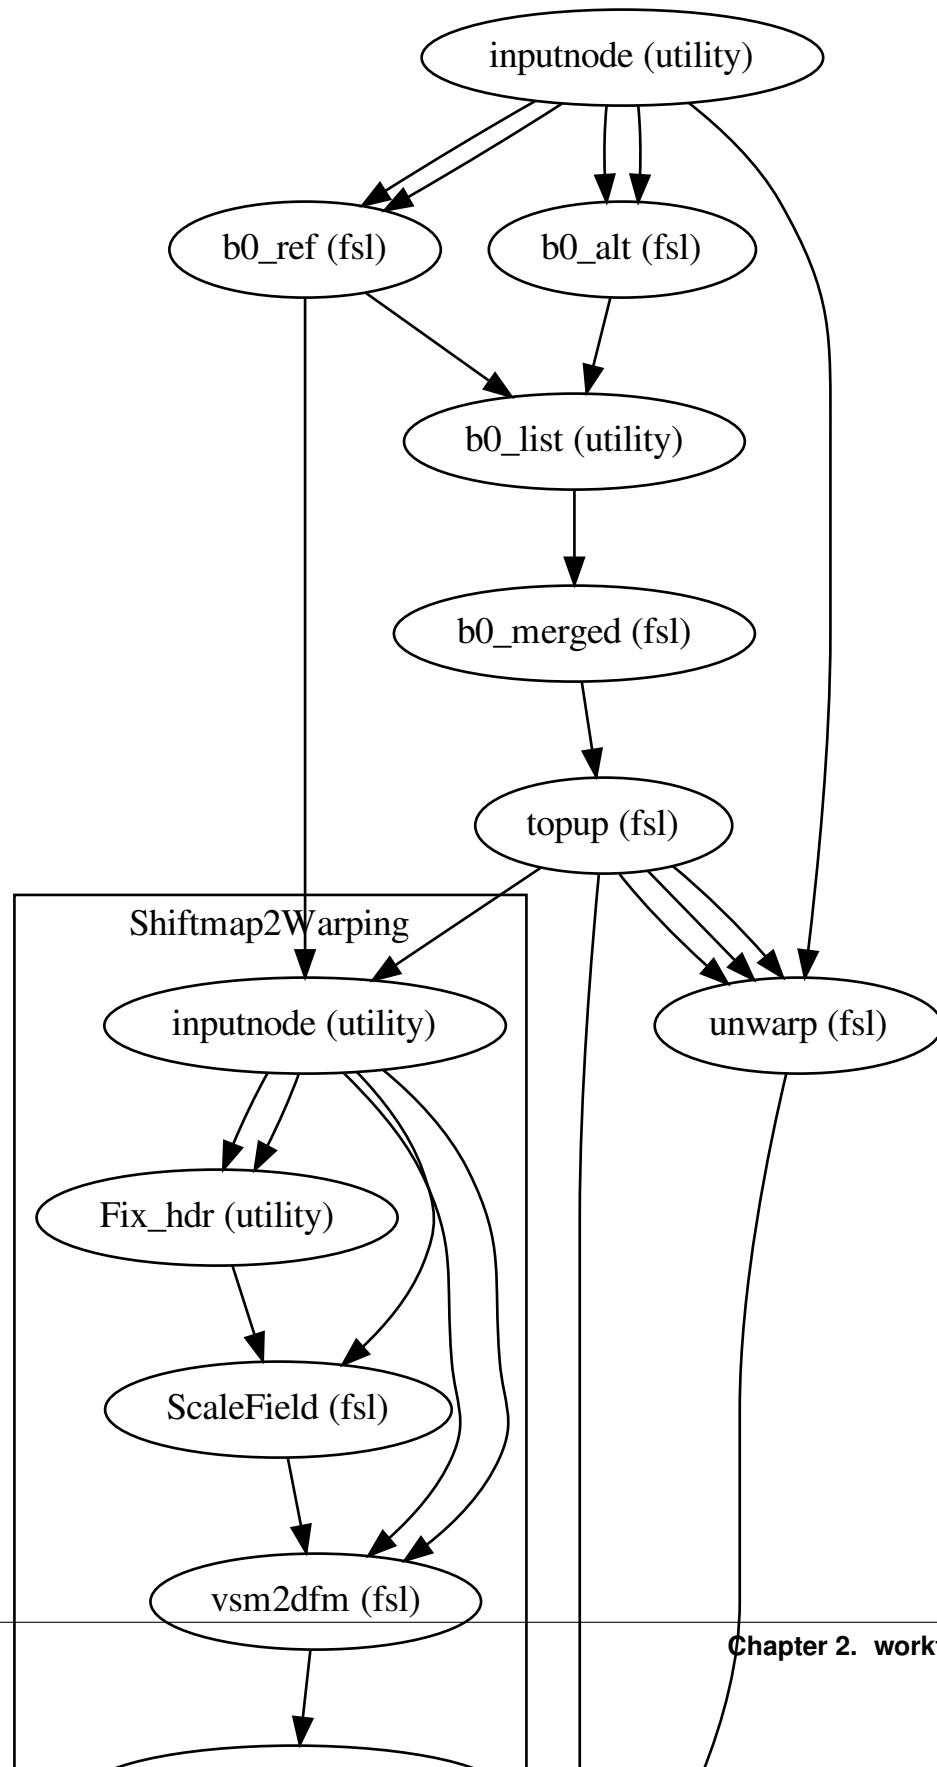 inputnode (utility)
b0_ref (fsl)
b0_alt (fsl)
b0_list (utility)
b0_merged (fsl)
topup (fsl)
Shiftmap2Warping
inputnode (utility)
unwarp (fsl)
Fix_hdr (utility)
ScaleField (fsl)
vsm2dfm (fsl)
Chapter 2. work